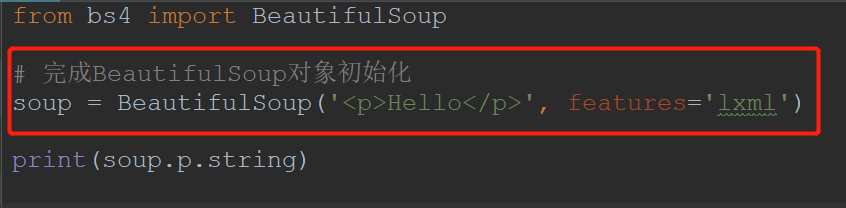 from bs4 import BeautifulSoup
# 完成BeautifulSoup对象初始化
soup = BeautifulSoup('<p>Hello</p>', features='lxml')
print(soup.p.string)